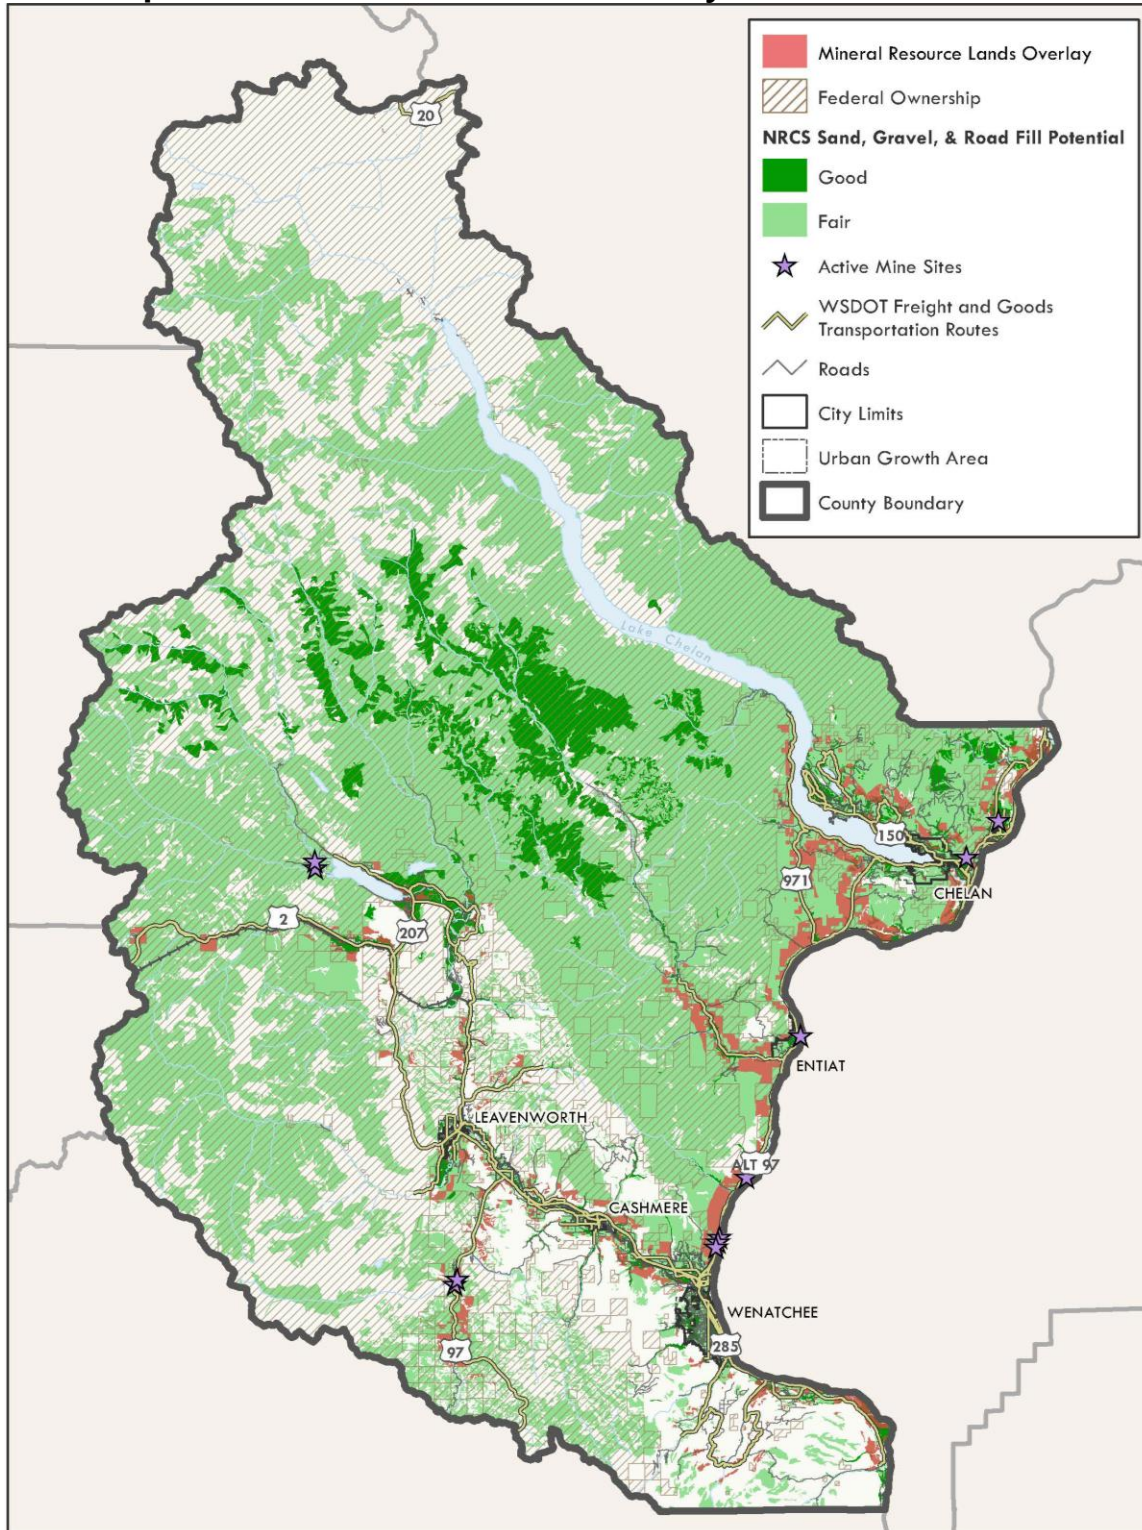 Mineral Resource Lands Overlay
Federal Ownership
NRCS Sand, Gravel, & Road Fill Potential
Good
Fair
Active Mine Sites
WSDOT Freight and Goods
Transportation Routes
Roads
City Limits
Urban Growth Area
County Boundary
20
Lake Chelan
150
971
CHELAN
2
207
ENTIAT
LEAVENWORTH
ALT 97
CASHMERE
WENATCHEE
285
97